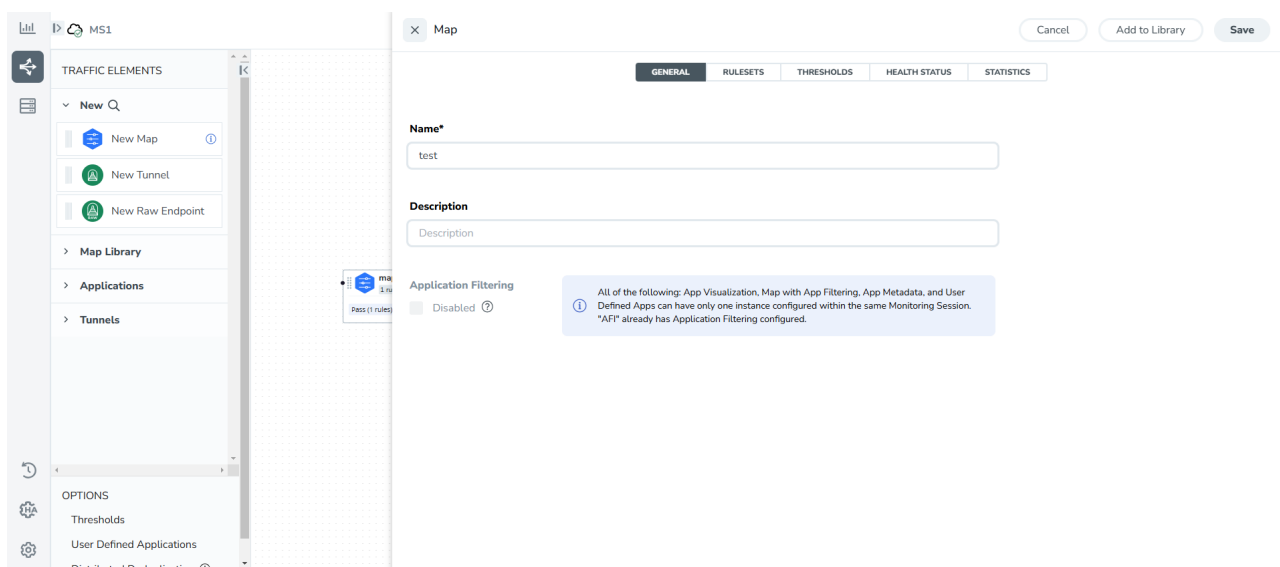 MS1
Map
Cancel
Add to Library
Save
TRAFFIC ELEMENTS
GENERAL
RULESETS
THRESHOLDS
HEALTH STATUS
STATISTICS
New
New Map
New Tunnel
New Raw Endpoint
Map Library
Applications
Tunnels
Name*
test
Description
Description
Pass (1 rules)
Application Filtering
Disabled
All of the following: App Visualization, Map with App Filtering, App Metadata, and User
Defined Apps can have only one instance configured within the same Monitoring Session.
"AFI" already has Application Filtering configured.
HA
OPTIONS
Thresholds
User Defined Applications